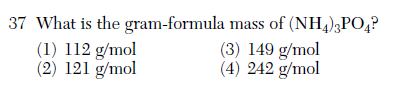 37 What is the gram-formula mass of (NH₄)₃PO₄?
(1) 112 g/mol (3) 149 g/mol
(2) 121 g/mol (4) 242 g/mol